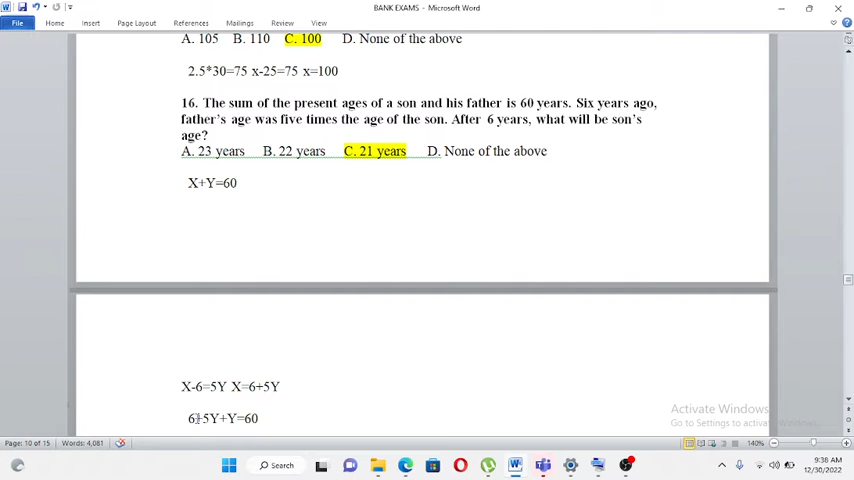 BANK EXAMS - Microsoft Word
File Home Insert Page Layout References Mailings Review View
A. 105 B. 110 C. 100 D. None of the above
2.5*30=75 x-25=75 x=100
16. The sum of the present ages of a son and his father is 60 years. Six years ago,
father's age was five times the age of the son. After 6 years, what will be son's
age?
A. 23 years B. 22 years C. 21 years D. None of the above
X+Y=60
X-6=5Y X=6+5Y
6+5Y+Y=60
Activate Windows
Go to Settings to activate Windows.
Page: 10 of 15 Words: 4,081 140%
Search
9:38 AM
12/30/2022